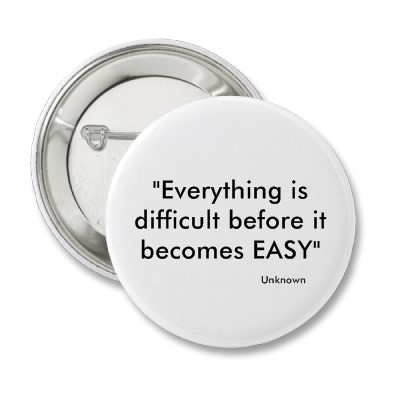 "Everything is
difficult before it
becomes EASY"
Unknown